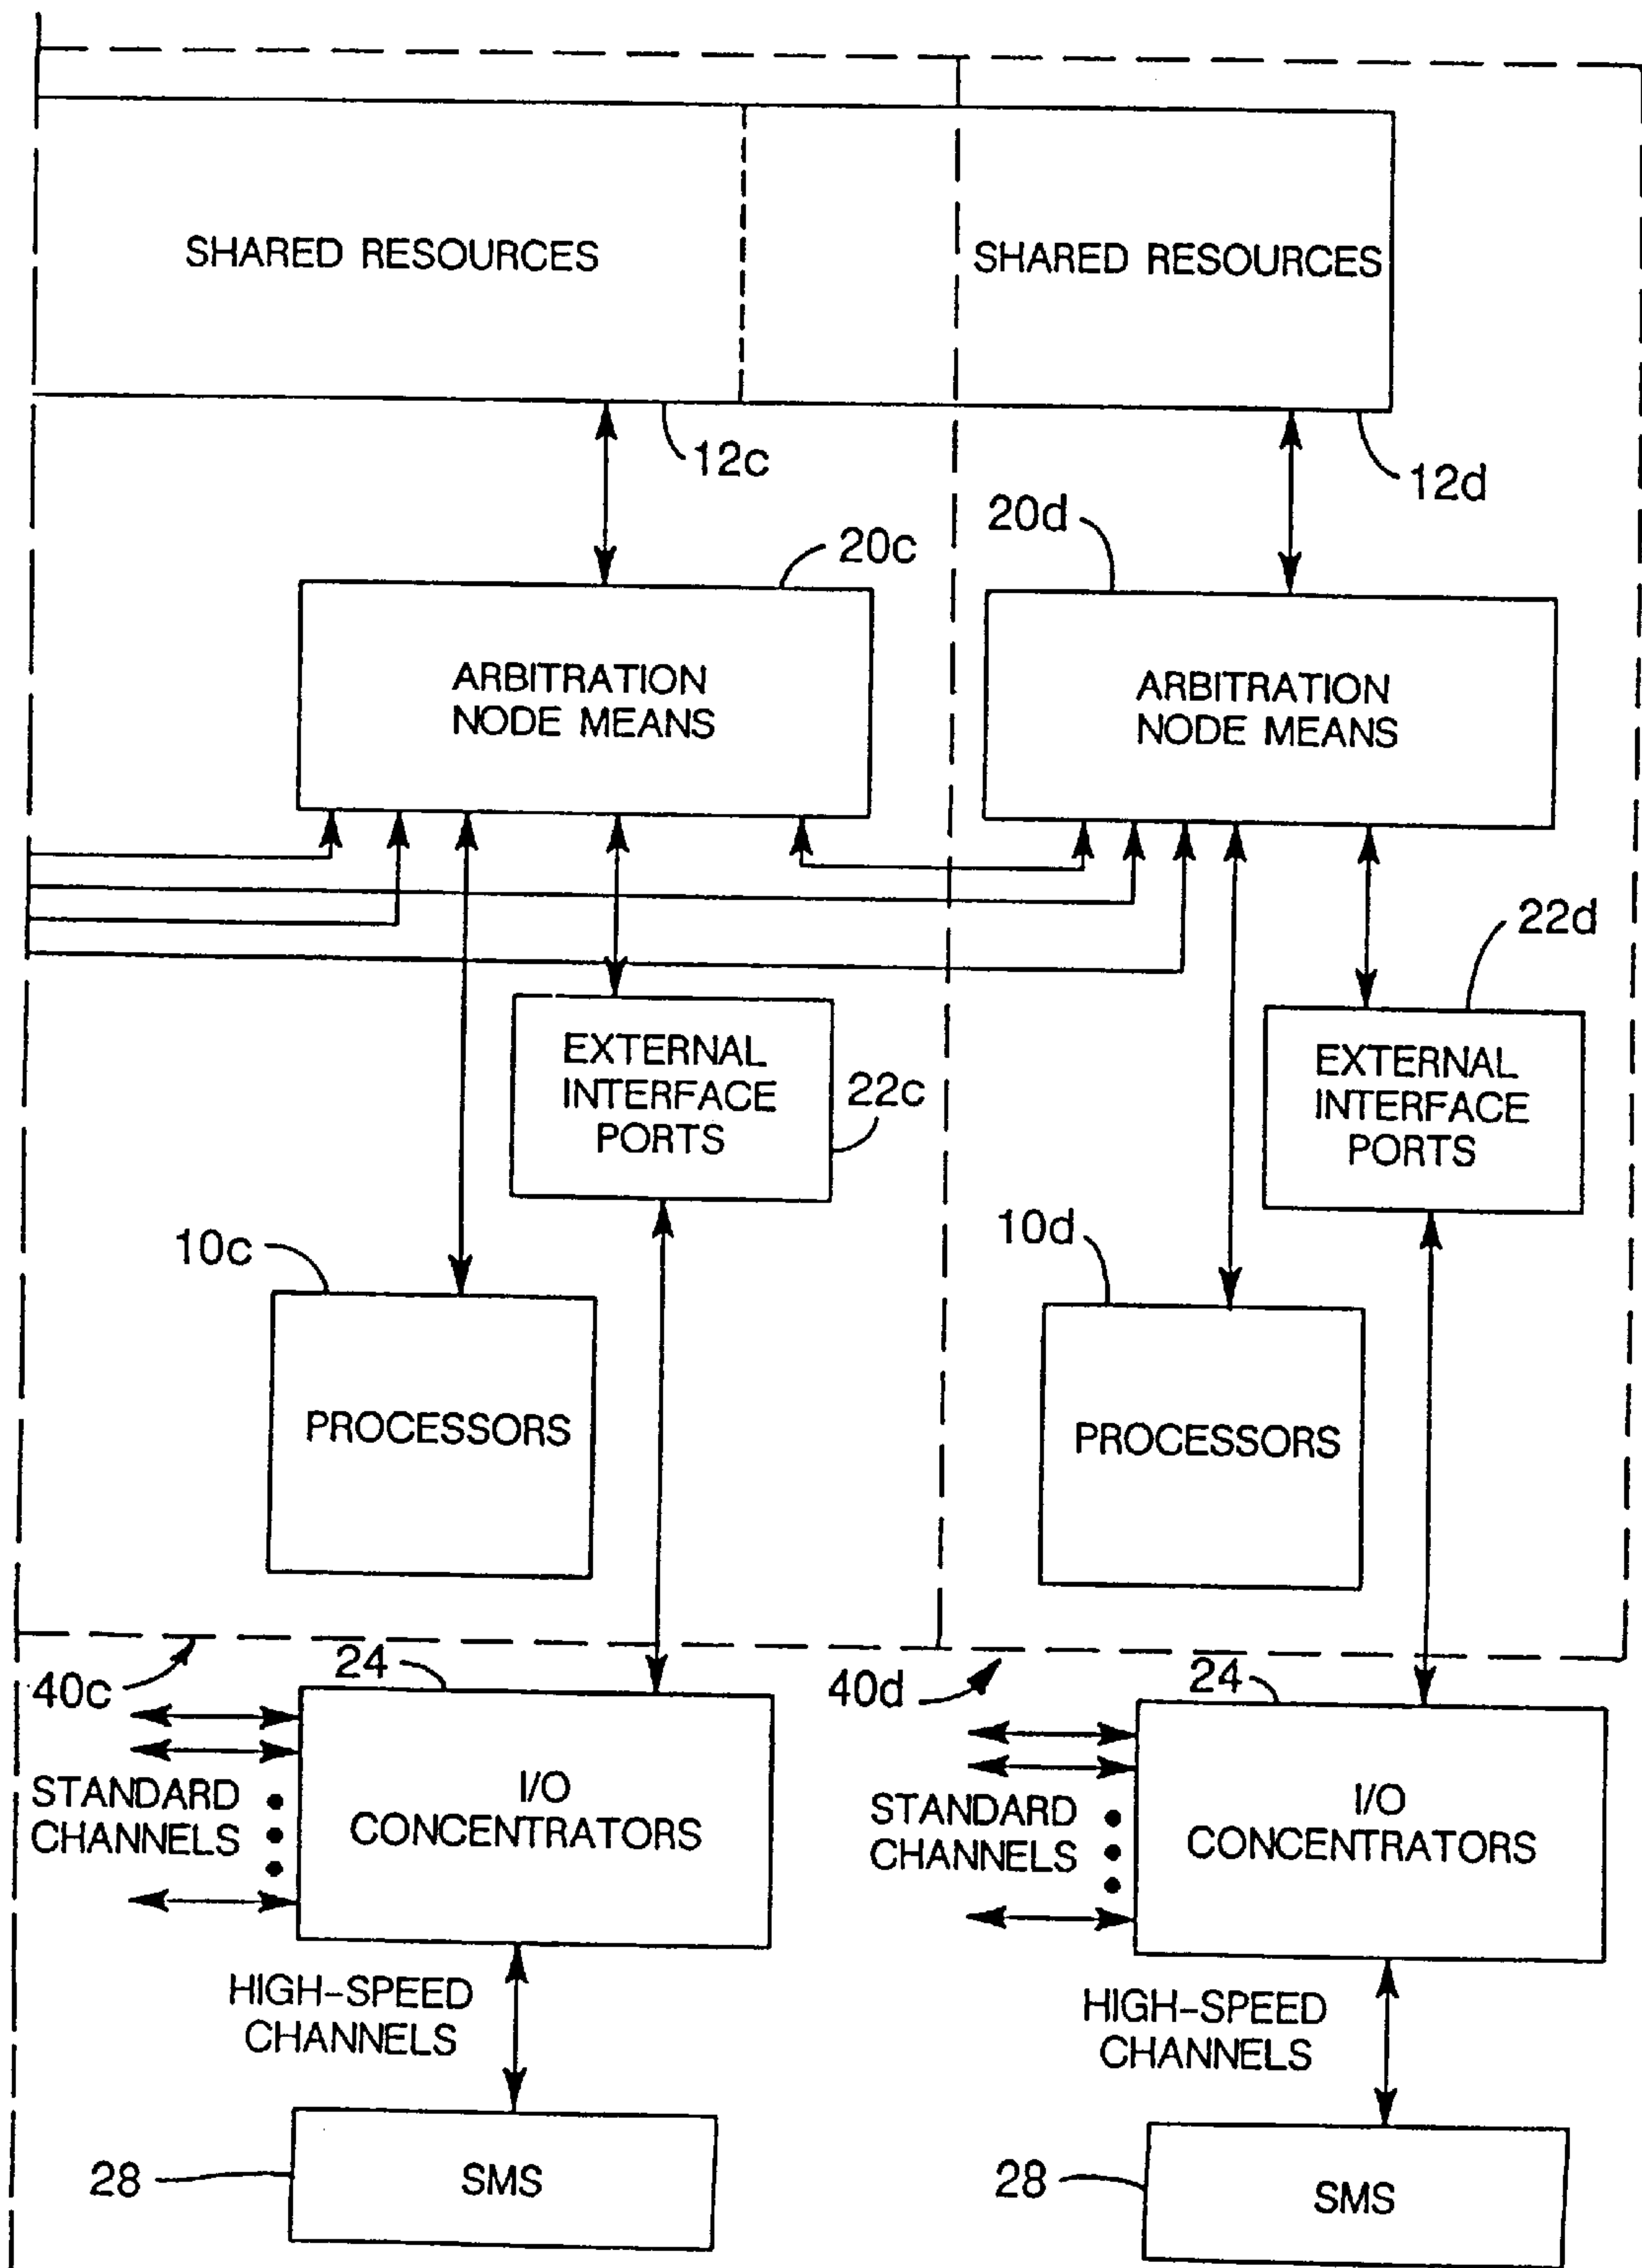 SHARED RESOURCES
SHARED RESOURCES
12c
12d
20c
20d
ARBITRATION
NODE MEANS
ARBITRATION
NODE MEANS
22d
EXTERNAL
INTERFACE
PORTS
22c
EXTERNAL
INTERFACE
PORTS
10c
10d
PROCESSORS
PROCESSORS
40c
24
40d
24
STANDARD
CHANNELS
I/O
CONCENTRATORS
STANDARD
CHANNELS
I/O
CONCENTRATORS
HIGH-SPEED
CHANNELS
HIGH-SPEED
CHANNELS
28
SMS
28
SMS